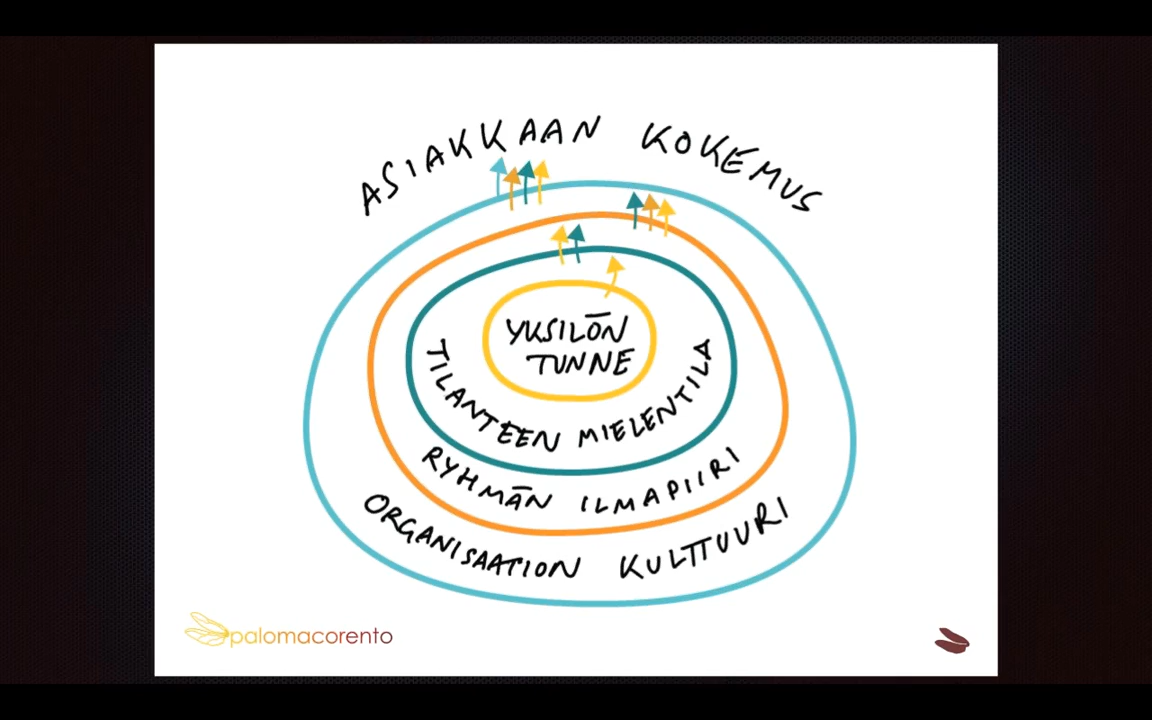 ASIAKKAAN KOKEMUS
YKSILÖN
TUNNE
TILANTEEN MIELENTILA
RYHMÄN ILMAPIIRI
ORGANISAATION KULTTUURI
palomacorento